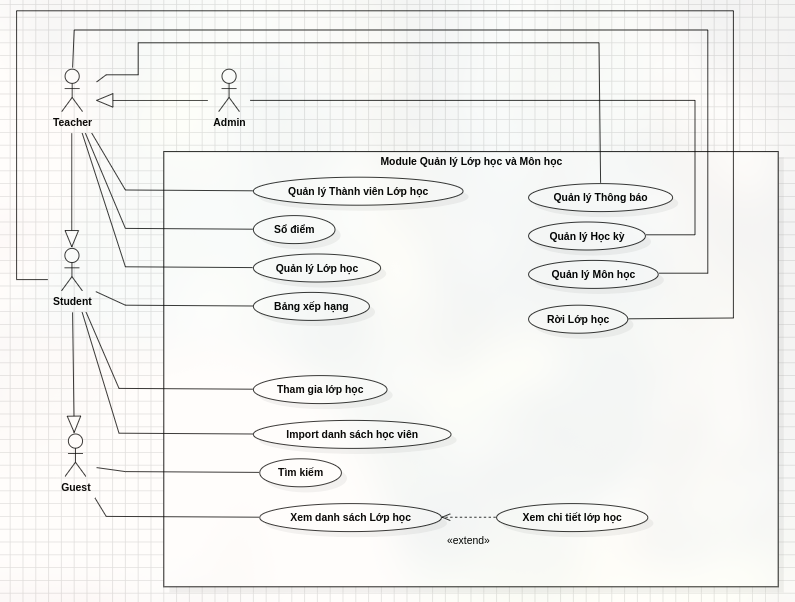 Teacher
Admin
Module Quản lý Lớp học và Môn học
Quản lý Thành viên Lớp học
Quản lý Thông báo
Sổ điểm
Quản lý Học kỳ
Quản lý Lớp học
Quản lý Môn học
Student
Bảng xếp hạng
Rời Lớp học
Tham gia lớp học
Import danh sách học viên
Tìm kiếm
Guest
Xem danh sách Lớp học
Xem chi tiết lớp học
«extend»